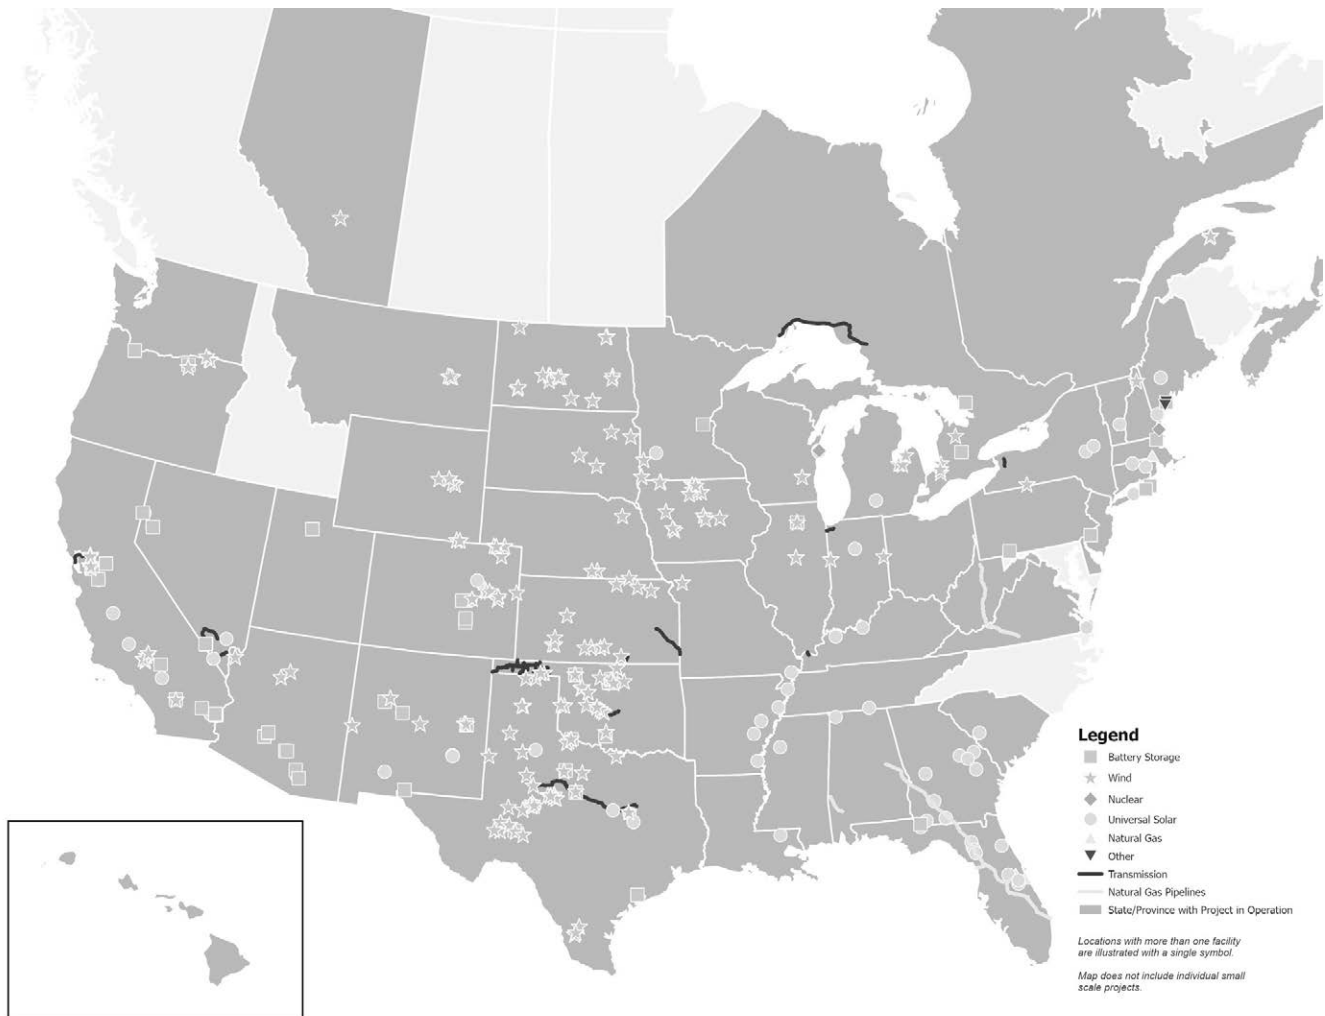 Legend
Battery Storage
Wind
Nuclear
Universal Solar
Natural Gas
Other
Transmission
Natural Gas Pipelines
State/Province with Project in Operation
Locations with more than one facility
are illustrated with a single symbol.
Map does not include individual small
scale projects.